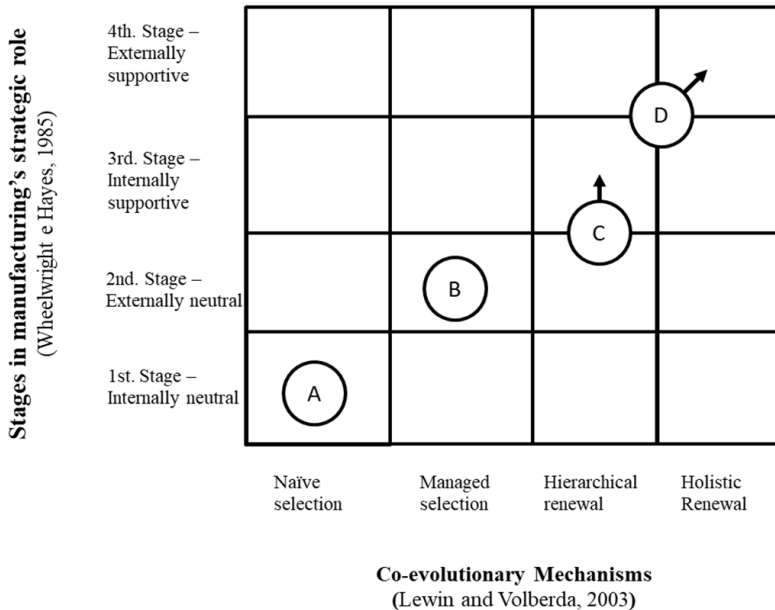 Stages in manufacturing's strategic role
(Wheelwright e Hayes, 1985)
4th. Stage –
Externally
supportive
3rd. Stage –
Internally
supportive
2nd. Stage –
Externally neutral
1st. Stage –
Internally neutral
D
C
B
A
Naïve
selection
Managed
selection
Hierarchical
renewal
Holistic
Renewal
Co-evolutionary Mechanisms
(Lewin and Volberda, 2003)